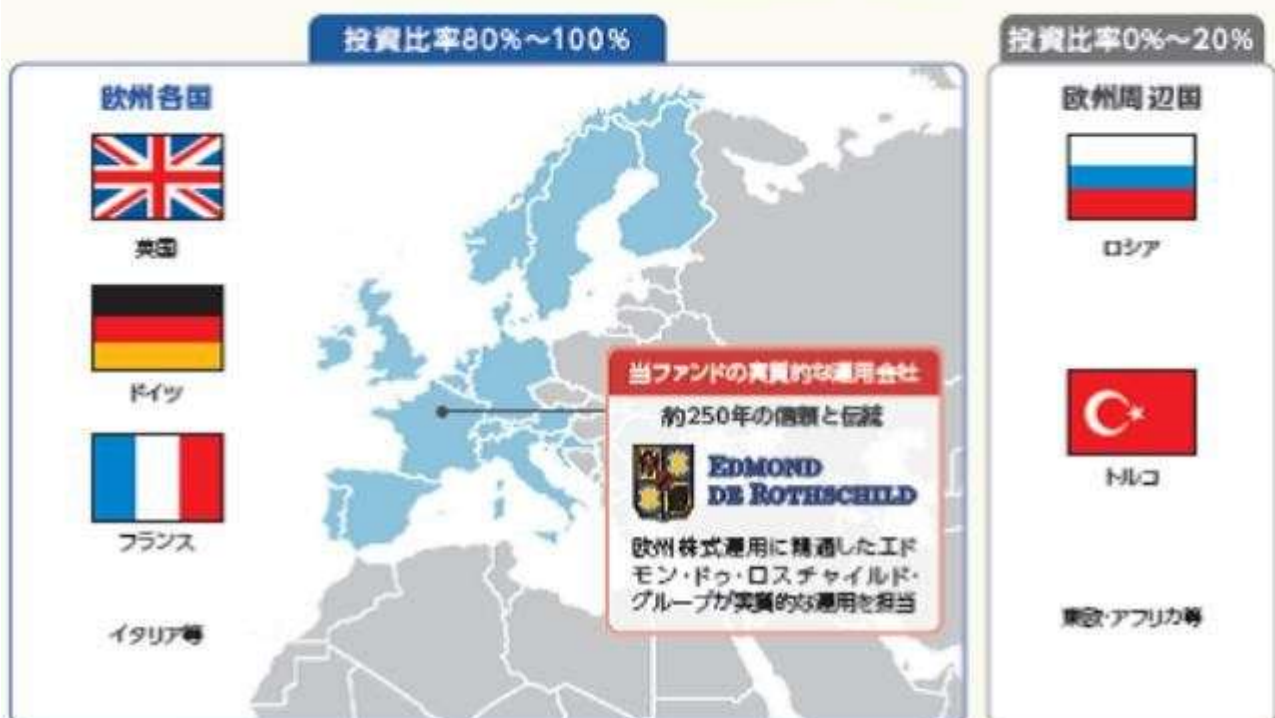 投資比率80%～100%
欧州各国
英国
ドイツ
フランス
イタリア等
当ファンドの実質的な運用会社
約250年の信頼と伝統
EDMOND
DE ROTHSCHILD
欧州株式運用に精通したエド
モン・ドゥ・ロスチャイルド・
グループが実質的な運用を担当
投資比率0%～20%
欧州周辺国
ロシア
トルコ
東欧・アフリカ等